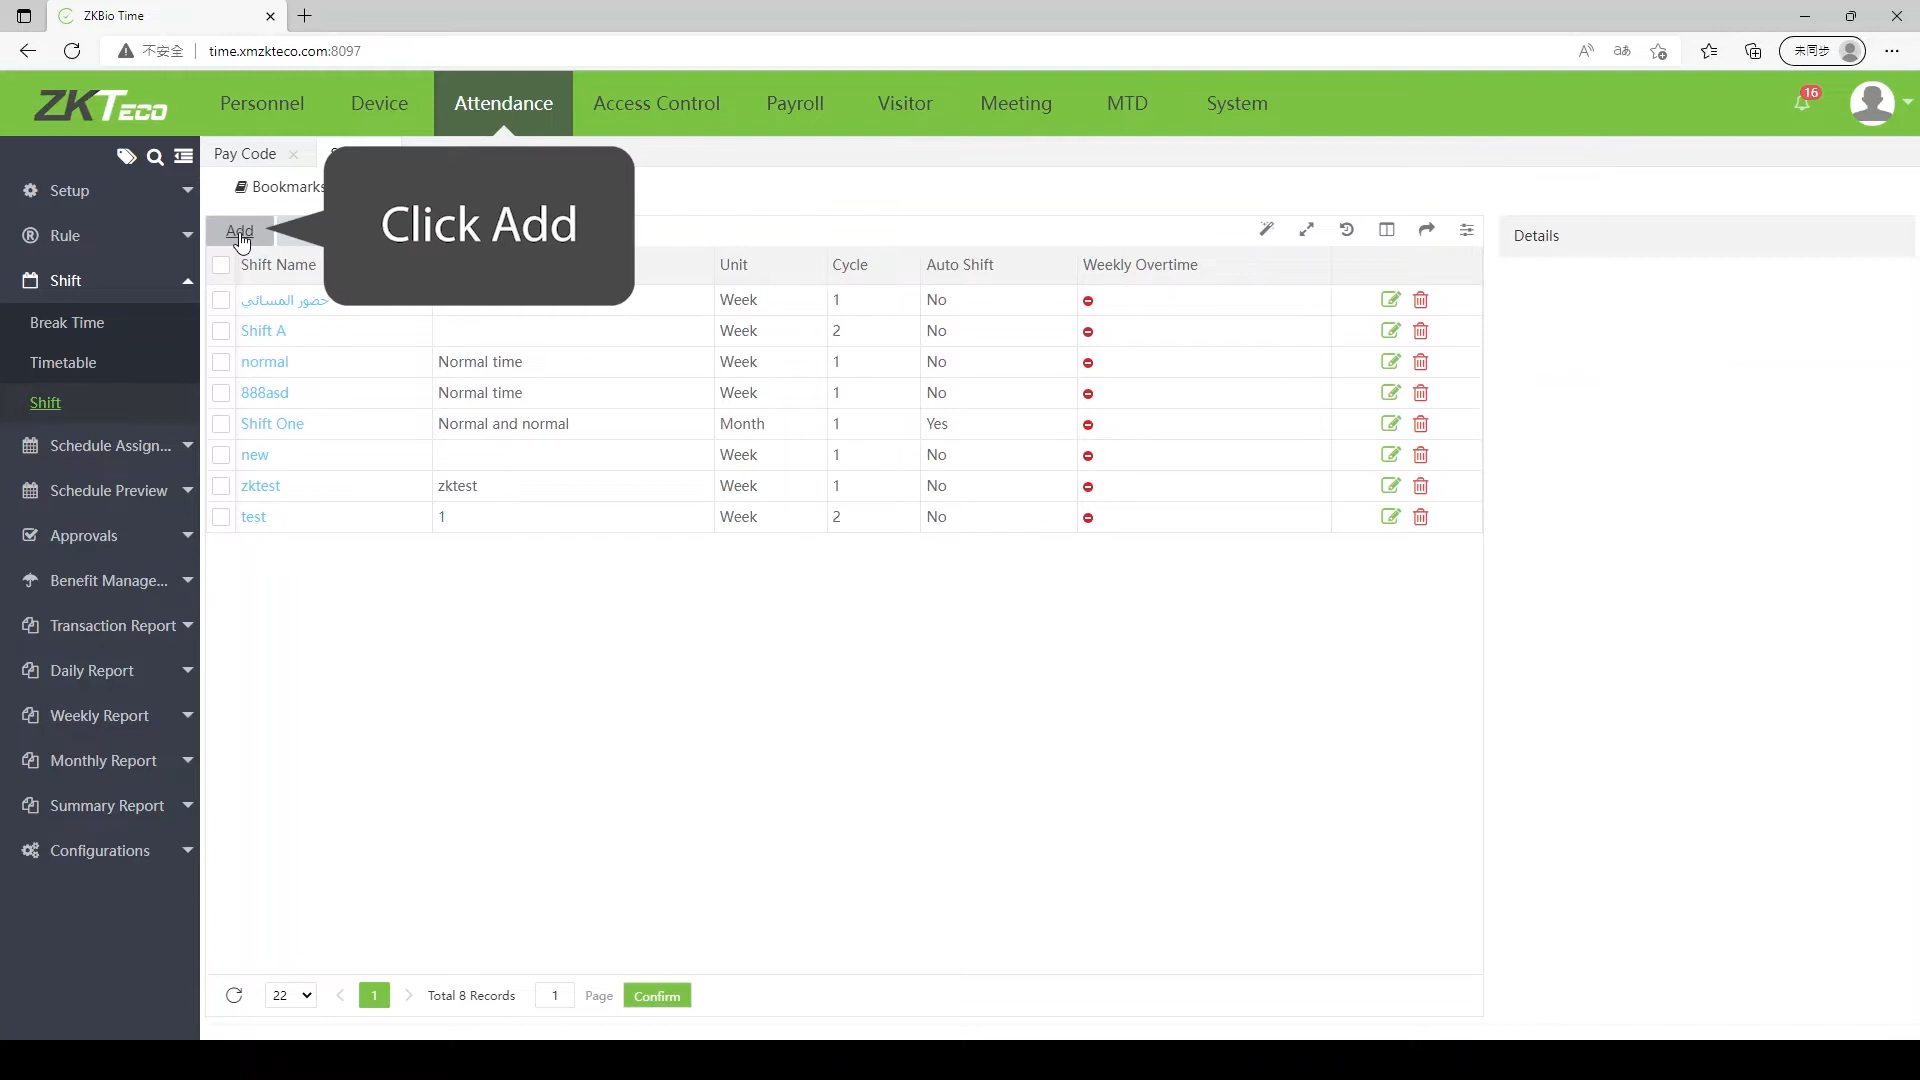 ZKBio Time
不安全
time.xmzkteco.com:8097
未同步
ZKTECO
Personnel
Device
Attendance
Access Control
Payroll
Visitor
Meeting
MTD
System
16
Pay Code
Setup
Rule
Shift
Break Time
Timetable
Shift
Schedule Assign...
Schedule Preview
Approvals
Benefit Manage...
Transaction Report
Daily Report
Weekly Report
Monthly Report
Summary Report
Configurations
Bookmarks
Add
Click Add
Shift Name Unit Cycle Auto Shift Weekly Overtime
حضور المسائي Week 1 No
Shift A Week 2 No
normal Normal time Week 1 No
888asd Normal time Week 1 No
Shift One Normal and normal Month 1 Yes
new Week 1 No
zktest zktest Week 1 No
test 1 Week 2 No
22 1 Total 8 Records 1 Page Confirm
Details